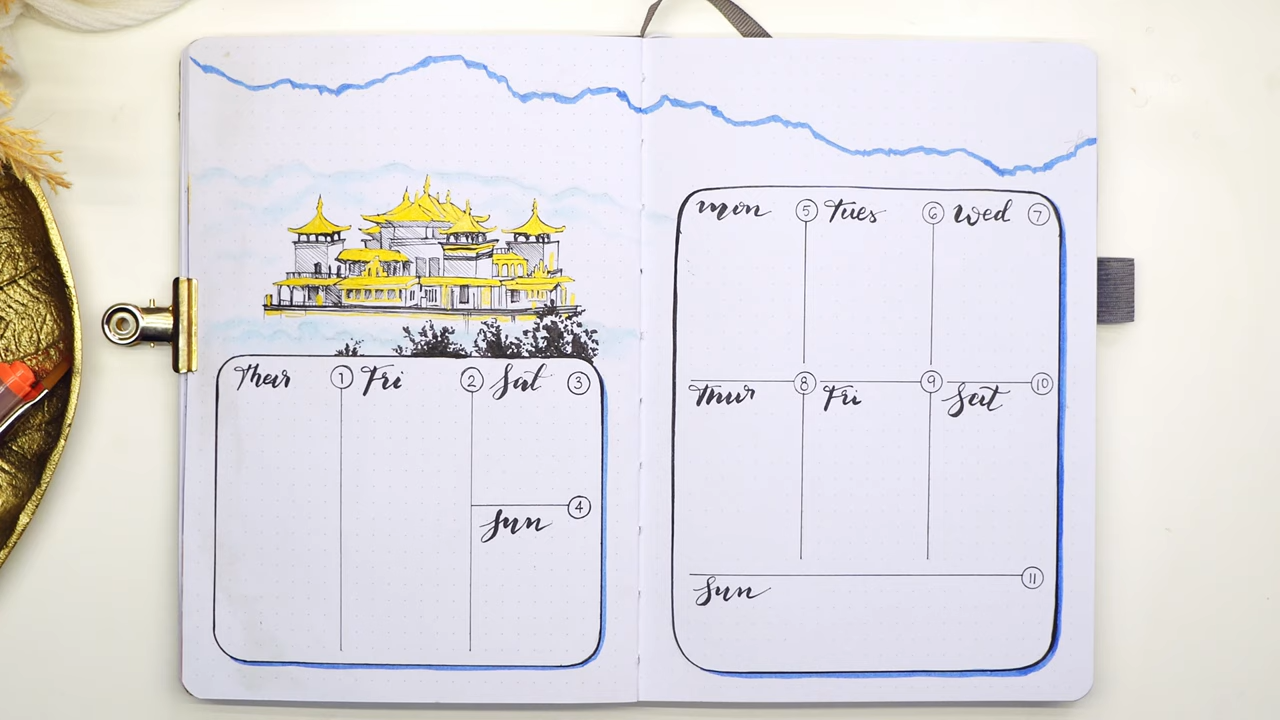 Thur 1 Fri 2 Sat 3
Sun 4
Mon 5 Tues 6 Wed 7
Thur 8 Fri 9 Sat 10
Sun 11